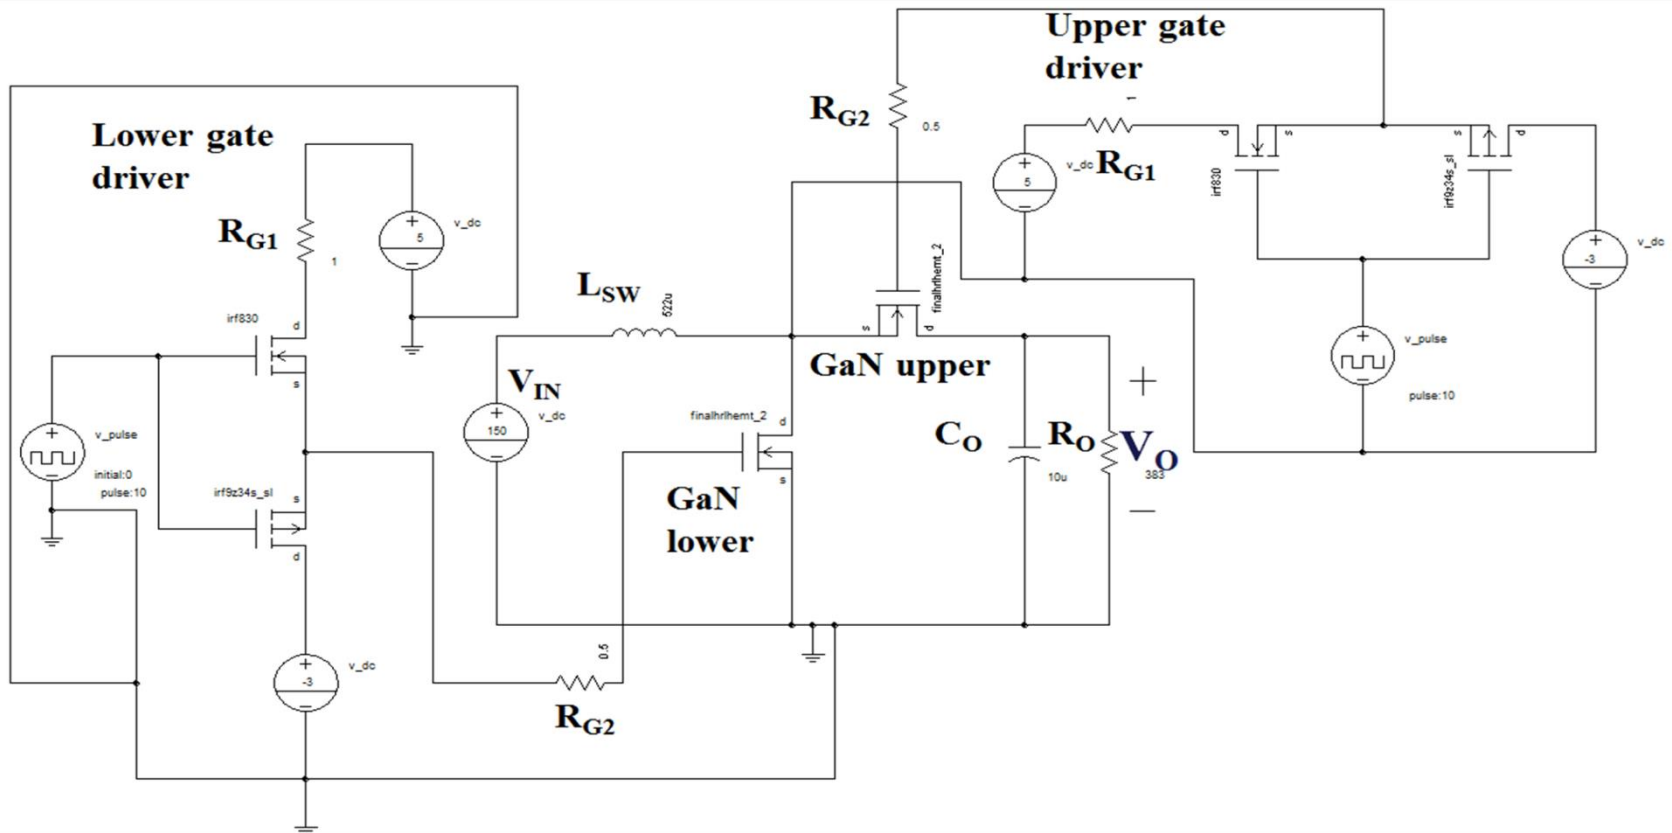 Upper gate
driver
Lower gate
driver
RG2
0.5
1
v_dc
RG1
5
d
s
irf830
s
d
irf9z34s_sl
v_dc
-3
v_pulse
pulse:10
RG1
1
v_dc
5
irf830
d
s
v_pulse
initial:0
pulse:10
irf9z34s_sl
s
d
v_dc
-3
LSW
522u
VIN
v_dc
150
finalhrlhemt_2
s
d
GaN upper
finalhrlhemt_2
d
s
GaN
lower
CO
10u
RO
383
+
VO
−
0.5
RG2